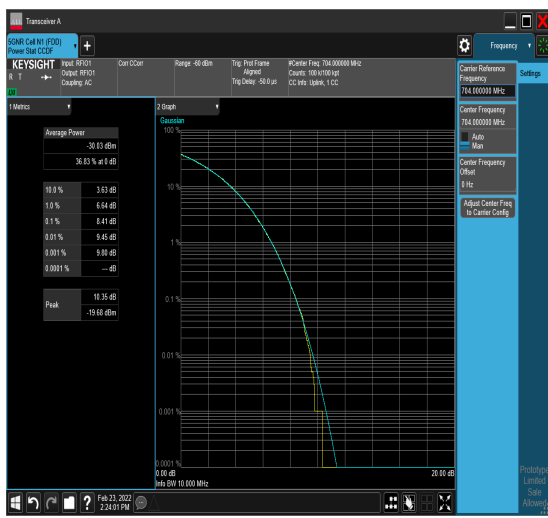 Transceiver A
5GNR Cell N1 (FDD)
Power Stat CCDF
Frequency
KEYSIGHT
R T
Input: RFIO1
Output: RFIO1
Coupling: AC
Corr CCorr
Range: -60 dBm
Trig: Prot Frame
Aligned
Trig Delay: -50.0 µs
#Center Freq: 704.000000 MHz
Counts: 100 k/100 kpt
CC Info: Uplink, 1 CC
1 Metrics
Average Power
-30.03 dBm
36.83 % at 0 dB
10.0 % 3.63 dB
1.0 % 6.64 dB
0.1 % 8.41 dB
0.01 % 9.45 dB
0.001 % 9.80 dB
0.0001 % --- dB
Peak
10.35 dB
-19.68 dBm
2 Graph
Gaussian
100 %
10 %
1 %
0.1 %
0.01 %
0.001 %
0.0001 %
0.00 dB
20.00 dB
Info BW 10.000 MHz
Carrier Reference
Frequency
704.000000 MHz
Center Frequency
704.000000 MHz
Auto
Man
Center Frequency
Offset
0 Hz
Adjust Center Freq
to Carrier Config
Settings
Prototype
Limited
Sale
Allowed
Feb 23, 2022
2:24:01 PM